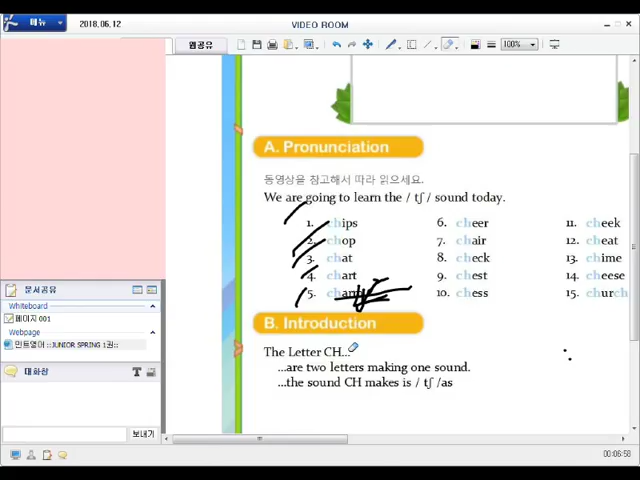 메뉴 2018.06.12 VIDEO ROOM
웹공유 100%
A. Pronunciation
동영상을 참고해서 따라 읽으세요.
We are going to learn the / tʃ / sound today.
1. chips 6. cheer 11. cheek
2. chop 7. chair 12. cheat
3. chat 8. check 13. chime
4. chart 9. chest 14. cheese
5. 10. chess 15. church
문서공유
Whiteboard
페이지 001
Webpage
민트영어 ::JUNIOR SPRING 1권::
대화창
B. Introduction
The Letter CH...
...are two letters making one sound.
...the sound CH makes is / tʃ /as
보내기
00:06:58